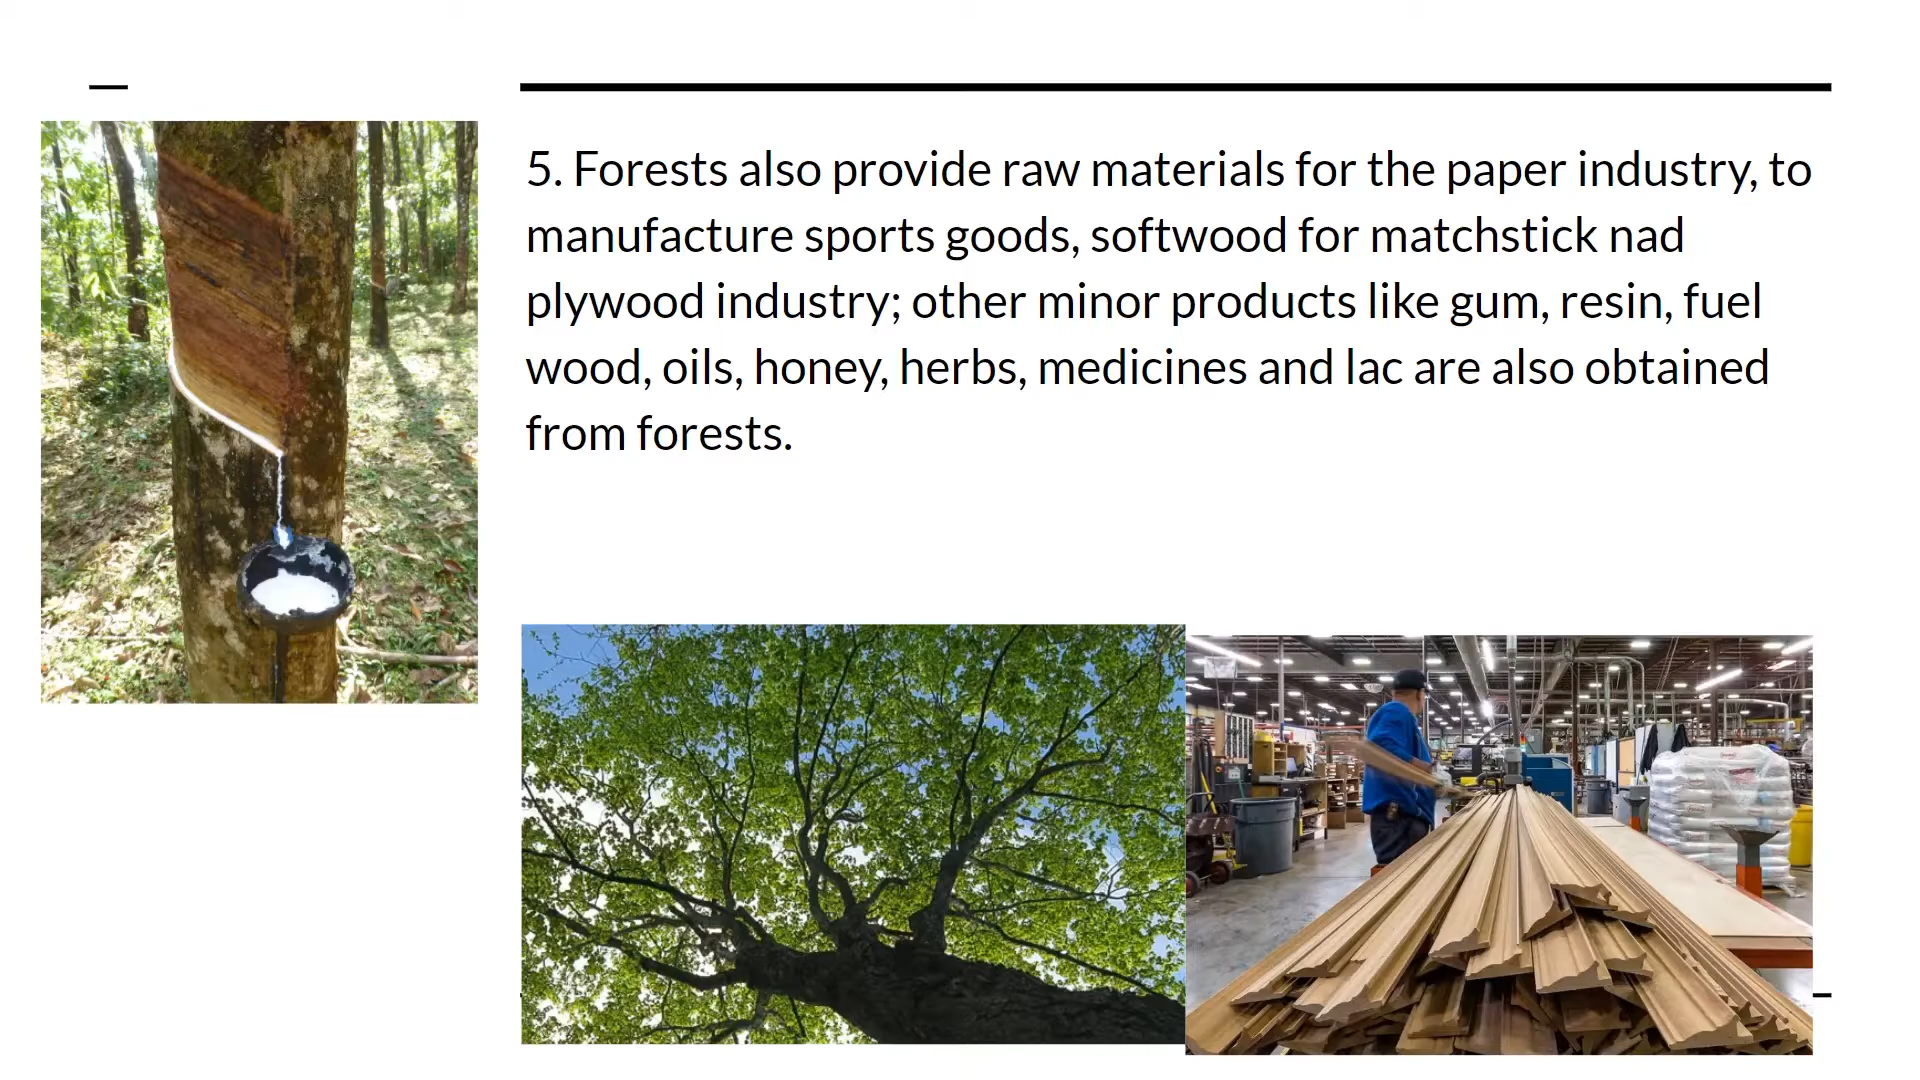 5. Forests also provide raw materials for the paper industry, to
manufacture sports goods, softwood for matchstick nad
plywood industry; other minor products like gum, resin, fuel
wood, oils, honey, herbs, medicines and lac are also obtained
from forests.